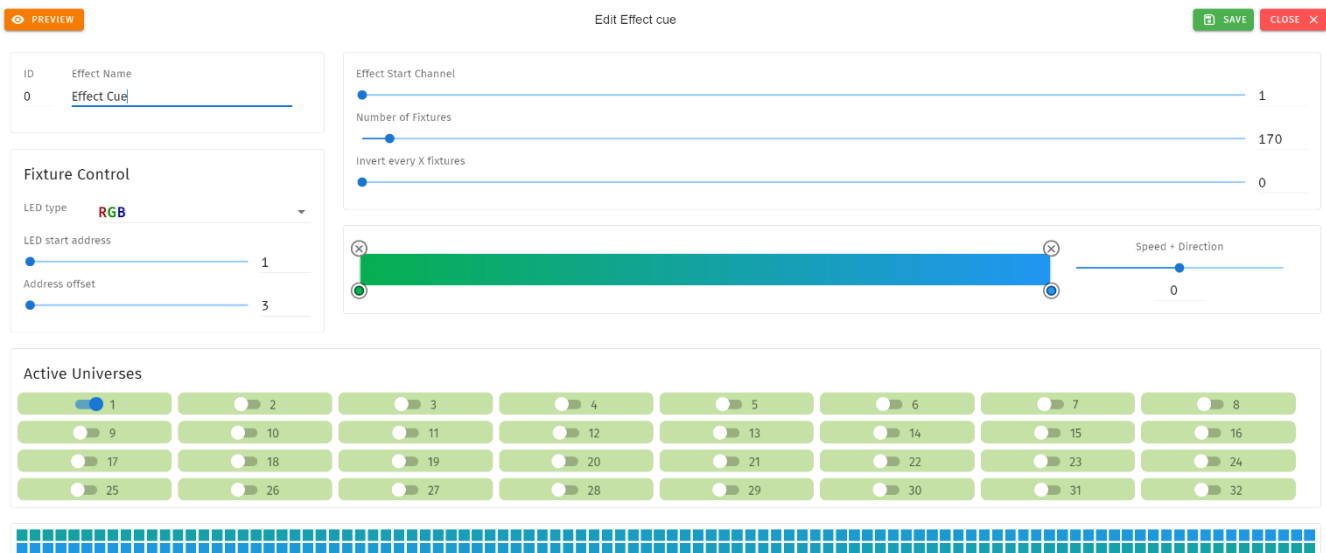 PREVIEW
Edit Effect cue
SAVE
CLOSE
ID
Effect Name
0
Effect Cue
Fixture Control
LED type
RGB
LED start address
1
Address offset
3
Effect Start Channel
1
Number of Fixtures
170
Invert every X fixtures
0
Speed + Direction
0
Active Universes
1 2 3 4 5 6 7 8
9 10 11 12 13 14 15 16
17 18 19 20 21 22 23 24
25 26 27 28 29 30 31 32